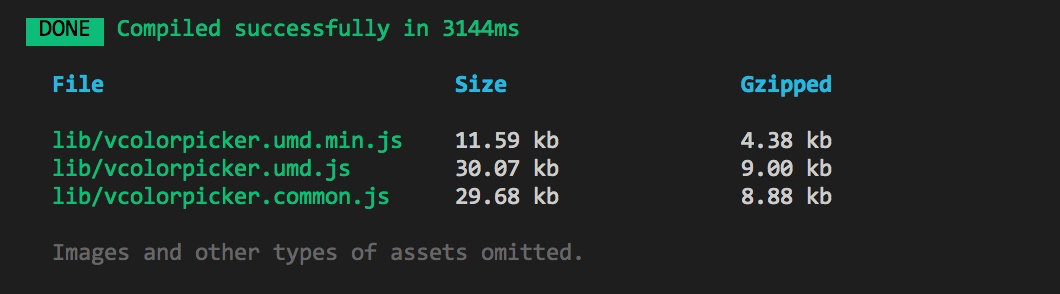 DONE Compiled successfully in 3144ms
File Size Gzipped
lib/vcolorpicker.umd.min.js 11.59 kb 4.38 kb
lib/vcolorpicker.umd.js 30.07 kb 9.00 kb
lib/vcolorpicker.common.js 29.68 kb 8.88 kb
Images and other types of assets omitted.